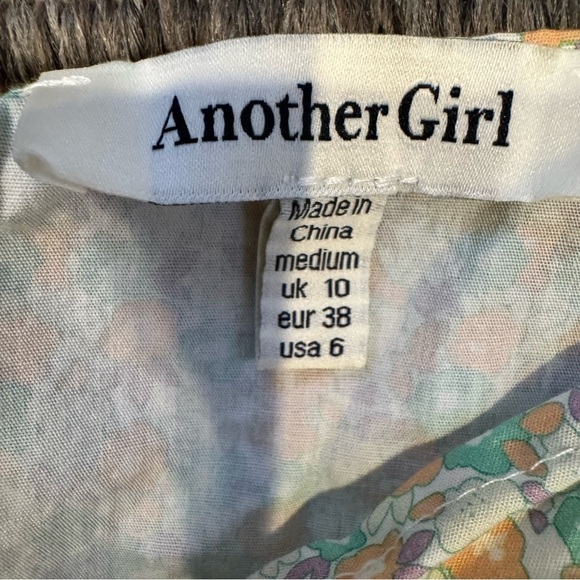 Another Girl
Made in
China
medium
uk 10
eur 38
usa 6